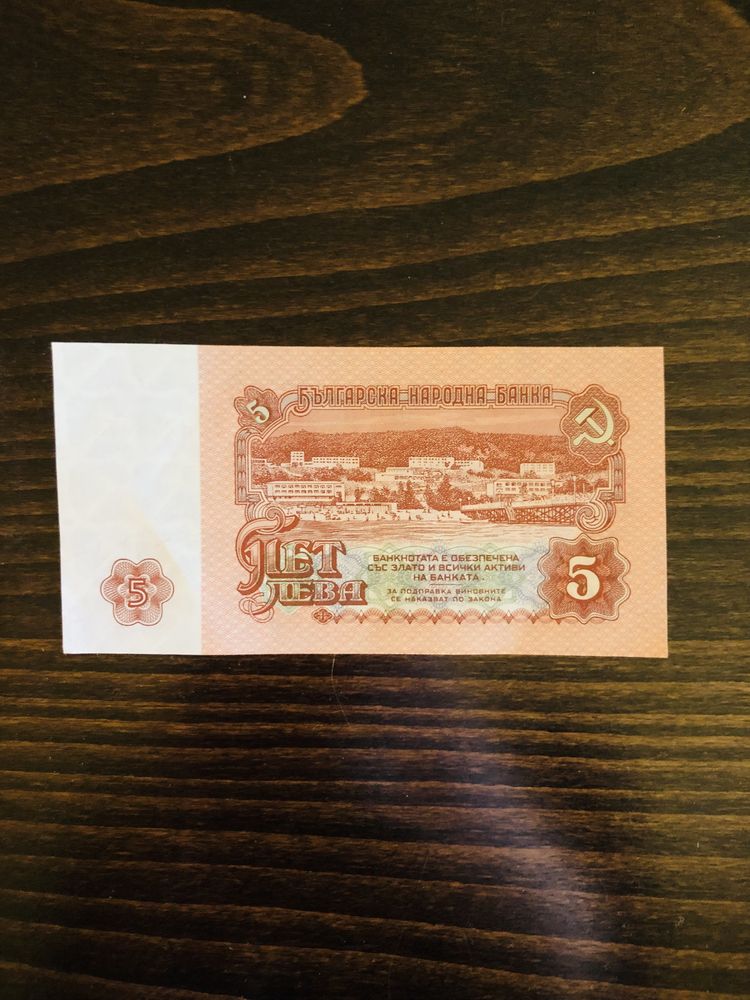 5
БЪЛГАРСКА НАРОДНА БАНКА
ПЕТ
ЛЕВА
БАНКНОТАТА Е ОБЕЗПЕЧЕНА
СЪС ЗЛАТО И ВСИЧКИ АКТИВИ
НА БАНКАТА.
ЗА ПОДПРАВКА ВИНОВНИТЕ
СЕ НАКАЗВАТ ПО ЗАКОНА
5
5